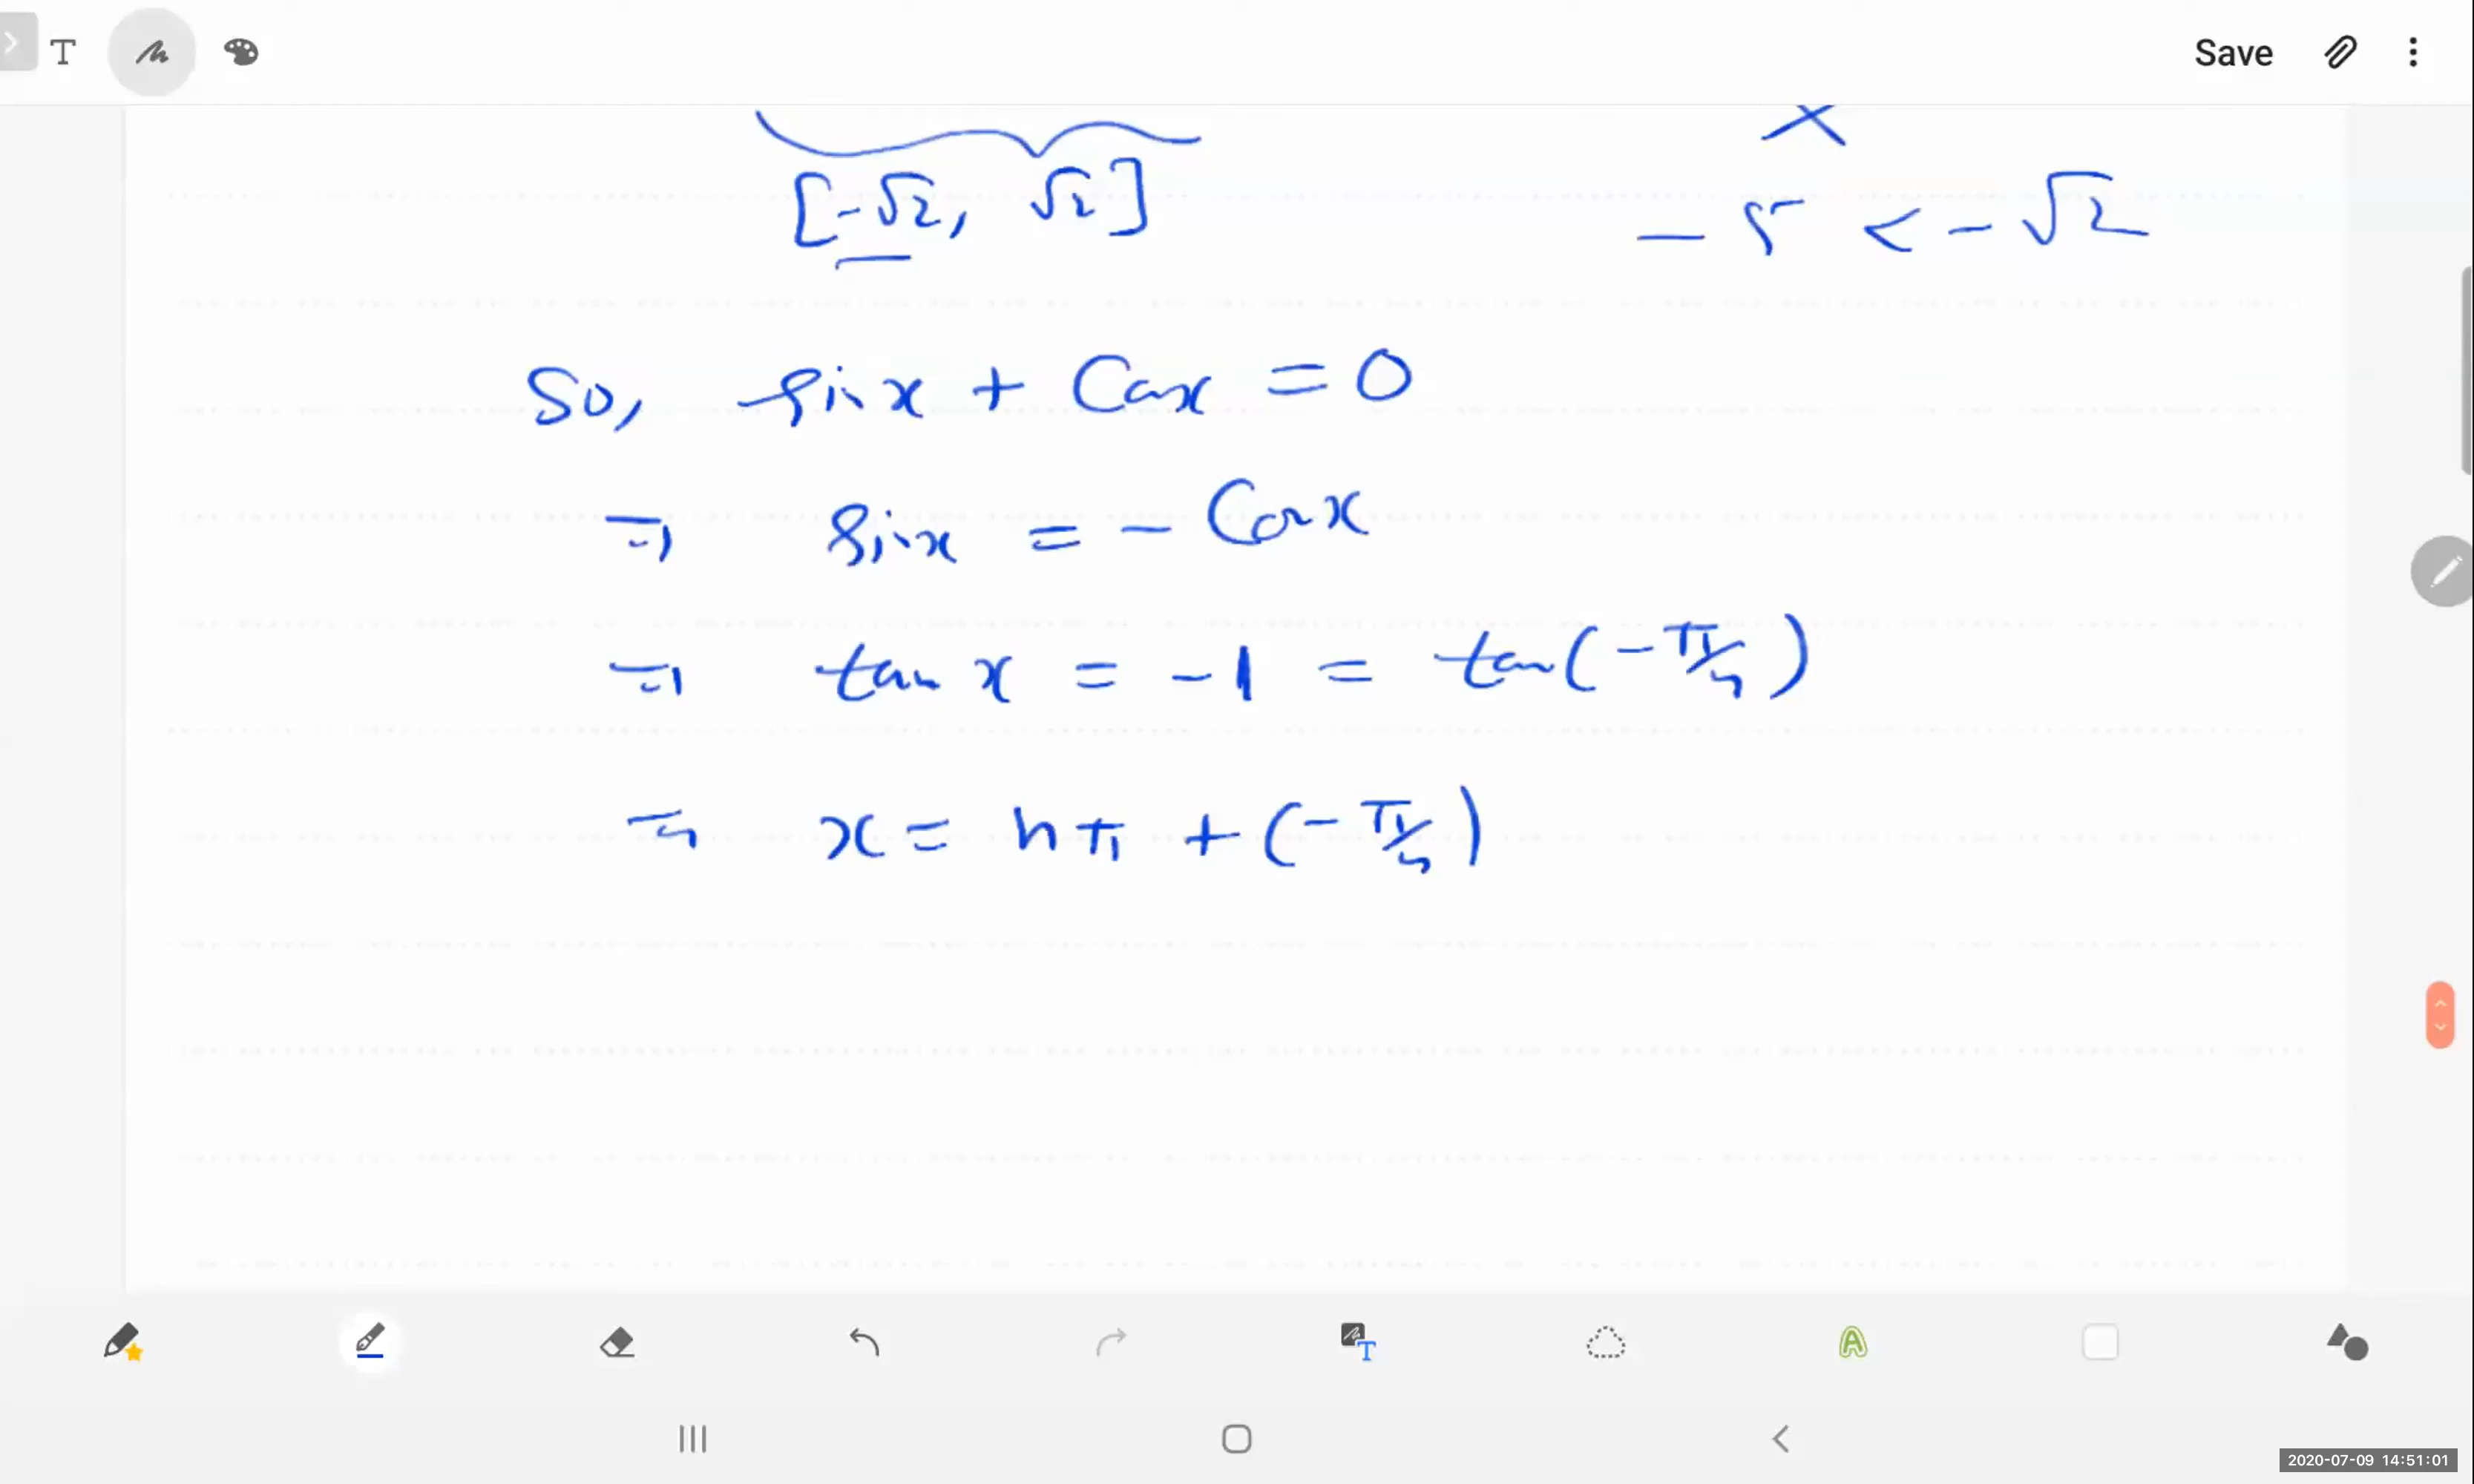 T Save
[-√2, √2]
- 5 < - √2
So, sin x + Cos x = 0
⇒ sin x = - Cos x
⇒ tan x = -1 = tan(-π/4)
⇒ x = nπ + (-π/4)
T A
2020-07-09 14:51:01